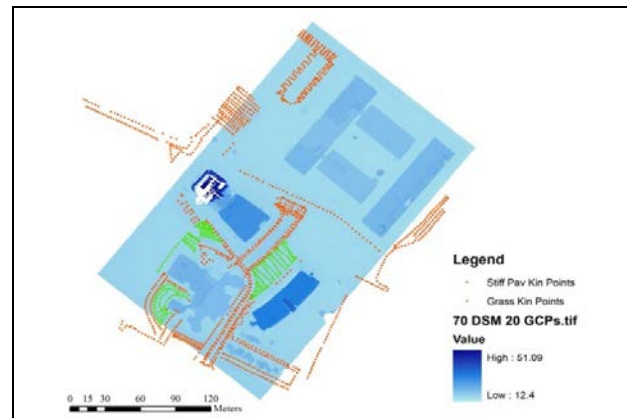 Legend
Stiff Pav Kin Points
Grass Kin Points
70 DSM 20 GCPs.tif
Value
High : 51.09
Low : 12.4
0 15 30 60 90 120
Meters